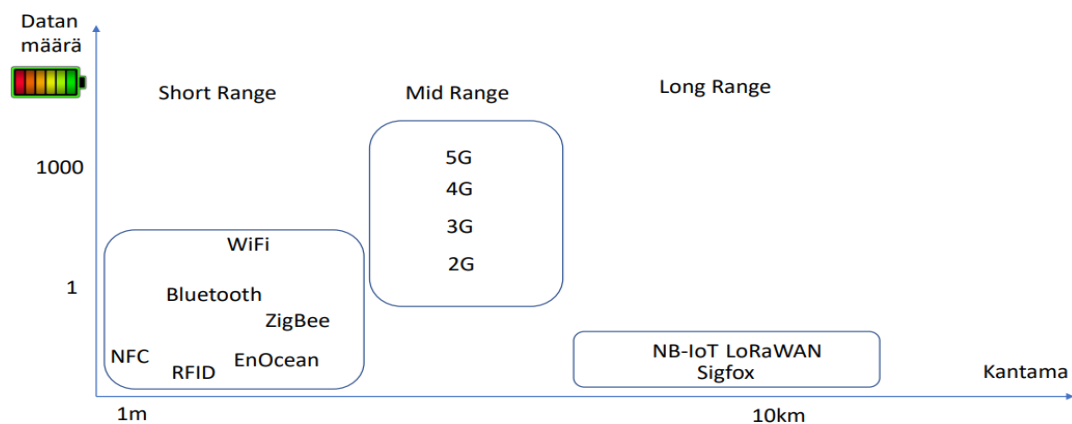 Datan
määrä
Short Range
Mid Range
Long Range
1000
5G
4G
3G
2G
WiFi
1
Bluetooth
ZigBee
NFC
RFID
EnOcean
NB-IoT LoRaWAN
Sigfox
Kantama
1m
10km